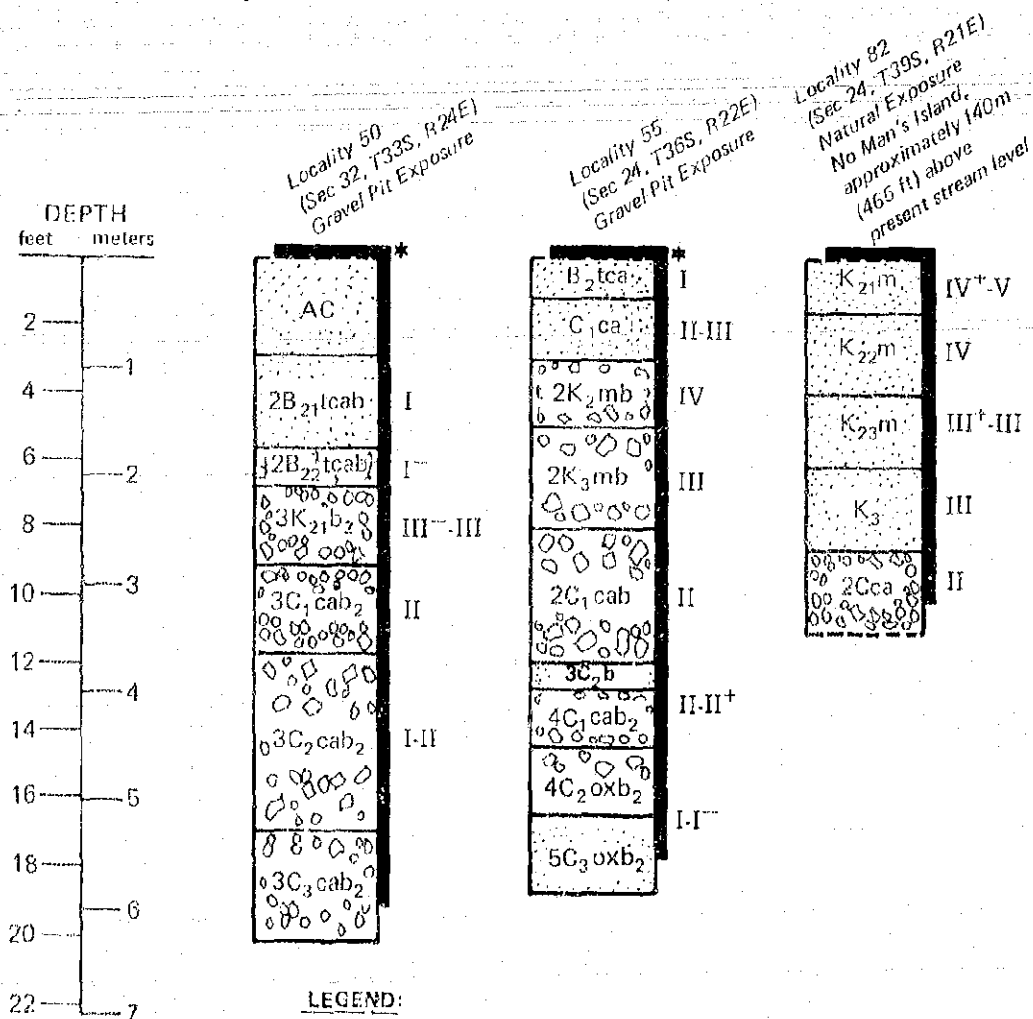 Locality 50
(Sec 32, T33S, R24E)
Gravel Pit Exposure
Locality 55
(Sec 24, T36S, R22E)
Gravel Pit Exposure
Locality 82
(Sec 24, T39S, R21E)
Natural Exposure
No Man's Island,
approximately 140m
(465 ft) above
present stream level
DEPTH
feet meters
2
4
6
8
10
12
14
16
18
20
22
1
2
3
4
5
6
7
*
AC
2B21tcab I
2B22tcab I−
3K21b2 III−-III
3C1cab2 II
3C2cab2 I-II
3C3cab2
*
B2tca I
C1ca II-III
2K2mb IV
2K3mb III
2C1cab II
3C2b
4C1cab2 II-II+
4C2oxb2
5C3oxb2 I-I−
K21m IV+-V
K22m IV
K23m III+-III
K3 III
2Cca II
LEGEND: